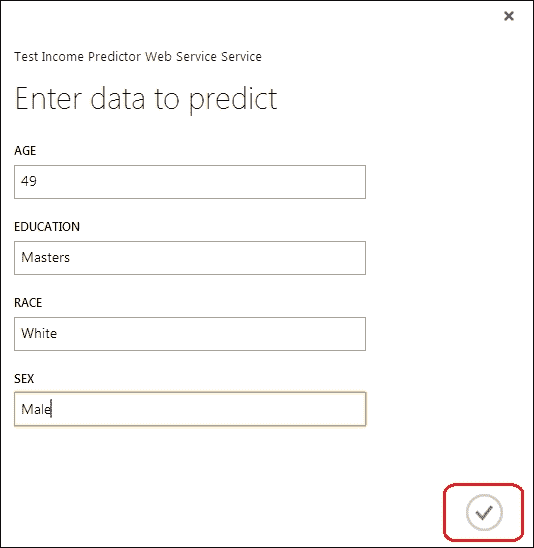 Test Income Predictor Web Service Service
Enter data to predict
AGE
49
EDUCATION
Masters
RACE
White
SEX
Male